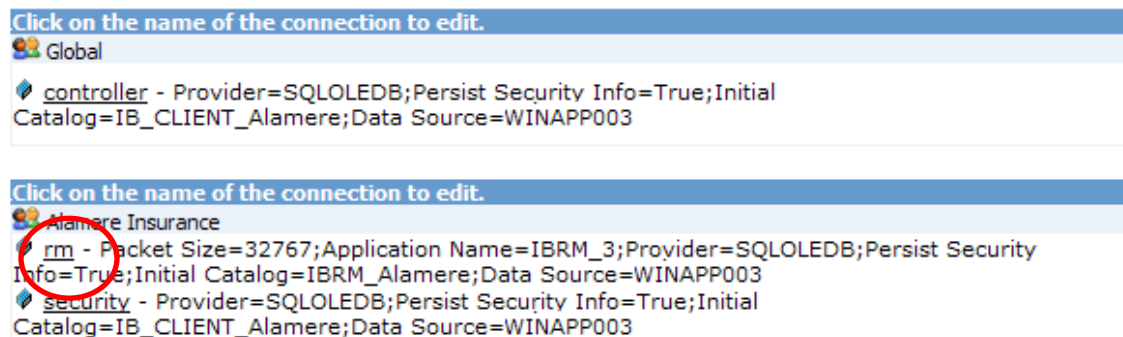 Click on the name of the connection to edit.
Global
controller - Provider=SQLOLEDB;Persist Security Info=True;Initial
Catalog=IB_CLIENT_Alamere;Data Source=WINAPP003
Click on the name of the connection to edit.
Alamere Insurance
rm - Packet Size=32767;Application Name=IBRM_3;Provider=SQLOLEDB;Persist Security
Info=True;Initial Catalog=IBRM_Alamere;Data Source=WINAPP003
security - Provider=SQLOLEDB;Persist Security Info=True;Initial
Catalog=IB_CLIENT_Alamere;Data Source=WINAPP003